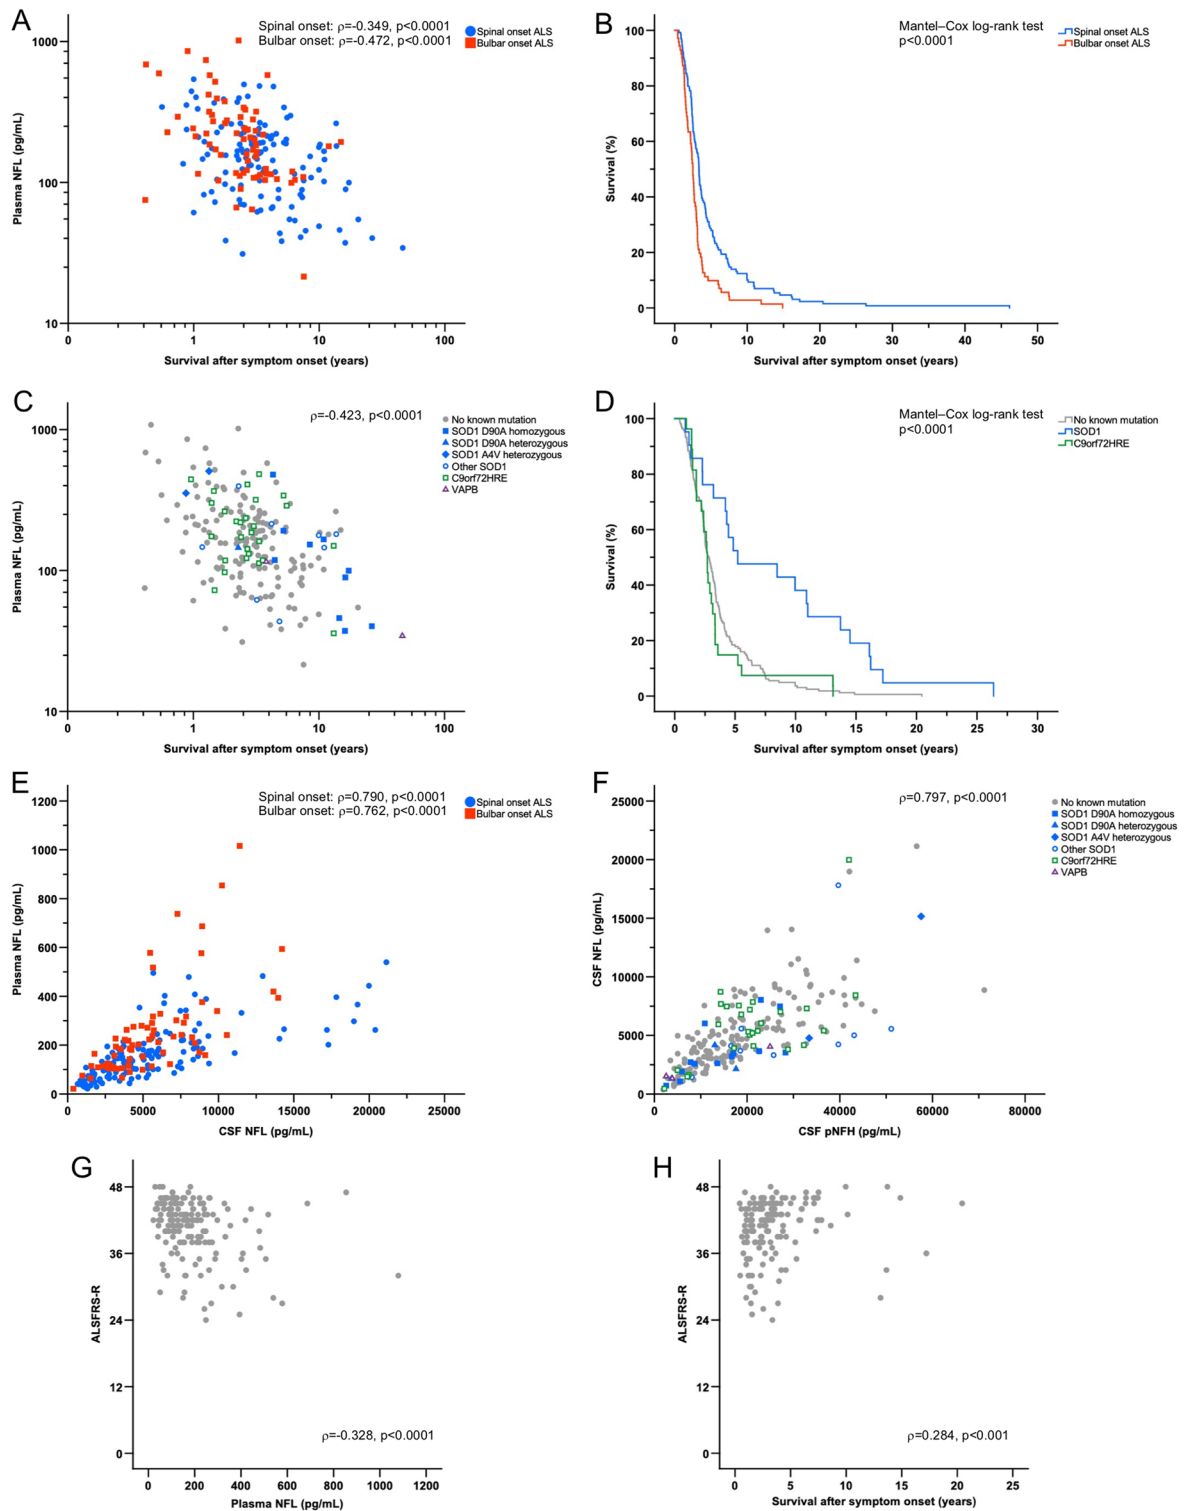 A
Spinal onset: ρ=-0.349, p<0.0001
Bulbar onset: ρ=-0.472, p<0.0001
Spinal onset ALS
Bulbar onset ALS
1000
100
10
Plasma NFL (pg/mL)
0 1 10 100
Survival after symptom onset (years)
B
Mantel–Cox log-rank test
p<0.0001
Spinal onset ALS
Bulbar onset ALS
100
80
60
40
20
0
Survival (%)
0 10 20 30 40 50
Survival after symptom onset (years)
C
ρ=-0.423, p<0.0001
No known mutation
SOD1 D90A homozygous
SOD1 D90A heterozygous
SOD1 A4V heterozygous
Other SOD1
C9orf72HRE
VAPB
1000
100
10
Plasma NFL (pg/mL)
0 1 10 100
Survival after symptom onset (years)
D
Mantel–Cox log-rank test
p<0.0001
No known mutation
SOD1
C9orf72HRE
100
80
60
40
20
0
Survival (%)
0 5 10 15 20 25 30
Survival after symptom onset (years)
E
Spinal onset: ρ=0.790, p<0.0001
Bulbar onset: ρ=0.762, p<0.0001
Spinal onset ALS
Bulbar onset ALS
1200
1000
800
600
400
200
0
Plasma NFL (pg/mL)
0 5000 10000 15000 20000 25000
CSF NFL (pg/mL)
F
ρ=0.797, p<0.0001
No known mutation
SOD1 D90A homozygous
SOD1 D90A heterozygous
SOD1 A4V heterozygous
Other SOD1
C9orf72HRE
VAPB
25000
20000
15000
10000
5000
0
CSF NFL (pg/mL)
0 20000 40000 60000 80000
CSF pNFH (pg/mL)
G
48
36
24
12
0
ALSFRS-R
ρ=-0.328, p<0.0001
0 200 400 600 800 1000 1200
Plasma NFL (pg/mL)
H
48
36
24
12
0
ALSFRS-R
ρ=0.284, p<0.001
0 5 10 15 20 25
Survival after symptom onset (years)